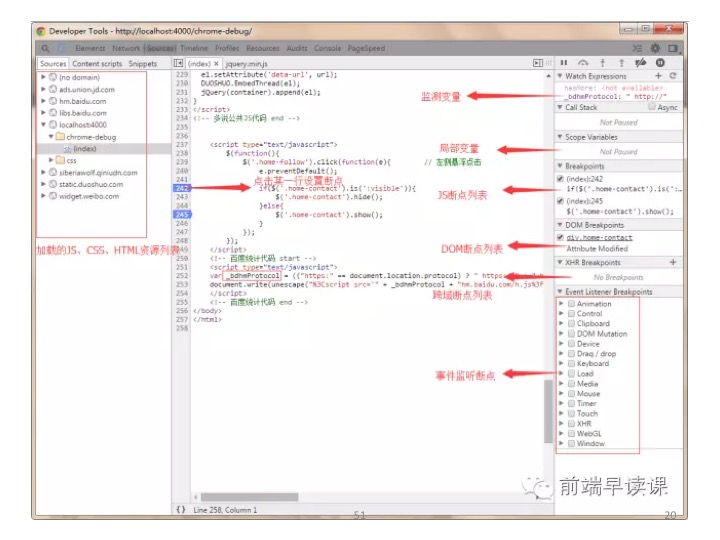 Developer Tools - http://localhost:4000/chrome-debug/
Elements Network Sources Timeline Profiles Resources Audits Console PageSpeed
Sources Content scripts Snippets
(no domain)
ads.union.jd.com
hm.baidu.com
libs.baidu.com
localhost:4000
chrome-debug
(index)
css
siberiawolf.qiniudn.com
static.duoshuo.com
widget.weibo.com
加载的JS、CSS、HTML资源列表
(index) × jquery.min.js
229 el.setAttribute('data-url', url);
230 DUOSHUO.EmbedThread(el);
231 jQuery(container).append(el);
232 }
233 </script>
234 <!-- 多说公共JS代码 end -->
235
236
237 <script type="text/javascript">
238 $(function(){
239 $('.home-follow').click(function(e){ // 左侧悬浮点击
240 e.preventDefault();
241
点击某一行设置断点
242 if($('.home-contact').is(':visible')){
243 $('.home-contact').hide();
244 }else{
245 $('.home-contact').show();
246 }
247 });
248 });
249 </script>
250 <!-- 百度统计代码 start -->
251 <script type="text/javascript">
252 var _bdhmProtocol = (("https:" == document.location.protocol) ? " https
253 document.write(unescape("%3Cscript src='" + _bdhmProtocol + "hm.baidu.com/h.js%3F
254 </script>
255 <!-- 百度统计代码 end -->
256 </body>
257 </html>
258
{} Line 258, Column 1
监测变量
局部变量
JS断点列表
DOM断点列表
跨域断点列表
事件监听断点
Watch Expressions
hasMore: <not available>
_bdhmProtocol: " http://"
Call Stack Async
Not Paused
Scope Variables
Not Paused
Breakpoints
(index):242
if($('.home-contact').is(':…
(index):245
$('.home-contact').show();
DOM Breakpoints
div.home-contact
Attribute Modified
XHR Breakpoints
No Breakpoints
Event Listener Breakpoints
Animation
Control
Clipboard
DOM Mutation
Device
Drag / drop
Keyboard
Load
Media
Mouse
Timer
Touch
XHR
WebGL
Window
前端早读课
51
20